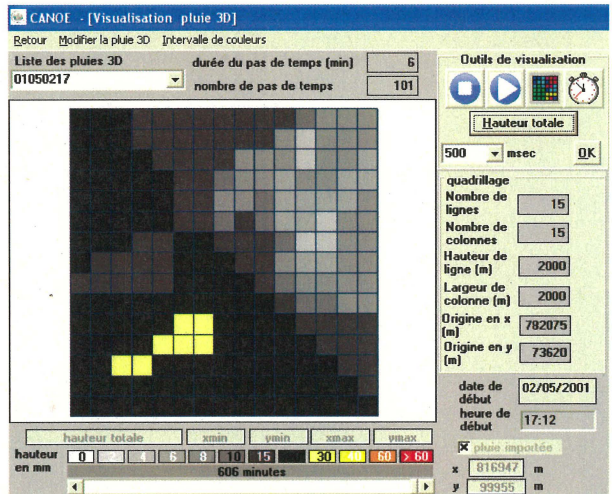 CANOE - [Visualisation pluie 3D]
Retour Modifier la pluie 3D Intervalle de couleurs
Liste des pluies 3D
01050217
durée du pas de temps (min) 6
nombre de pas de temps 101
Outils de visualisation
Hauteur totale
500 msec OK
quadrillage
Nombre de lignes 15
Nombre de colonnes 15
Hauteur de ligne (m) 2000
Largeur de colonne (m) 2000
Origine en x (m) 782075
Origine en y (m) 73620
date de début 02/05/2001
heure de début 17:12
pluie importée
x 816947 m
y 99955 m
hauteur totale xmin ymin xmax ymax
hauteur en mm 0 2 4 6 8 10 15 30 40 60 > 60
606 minutes